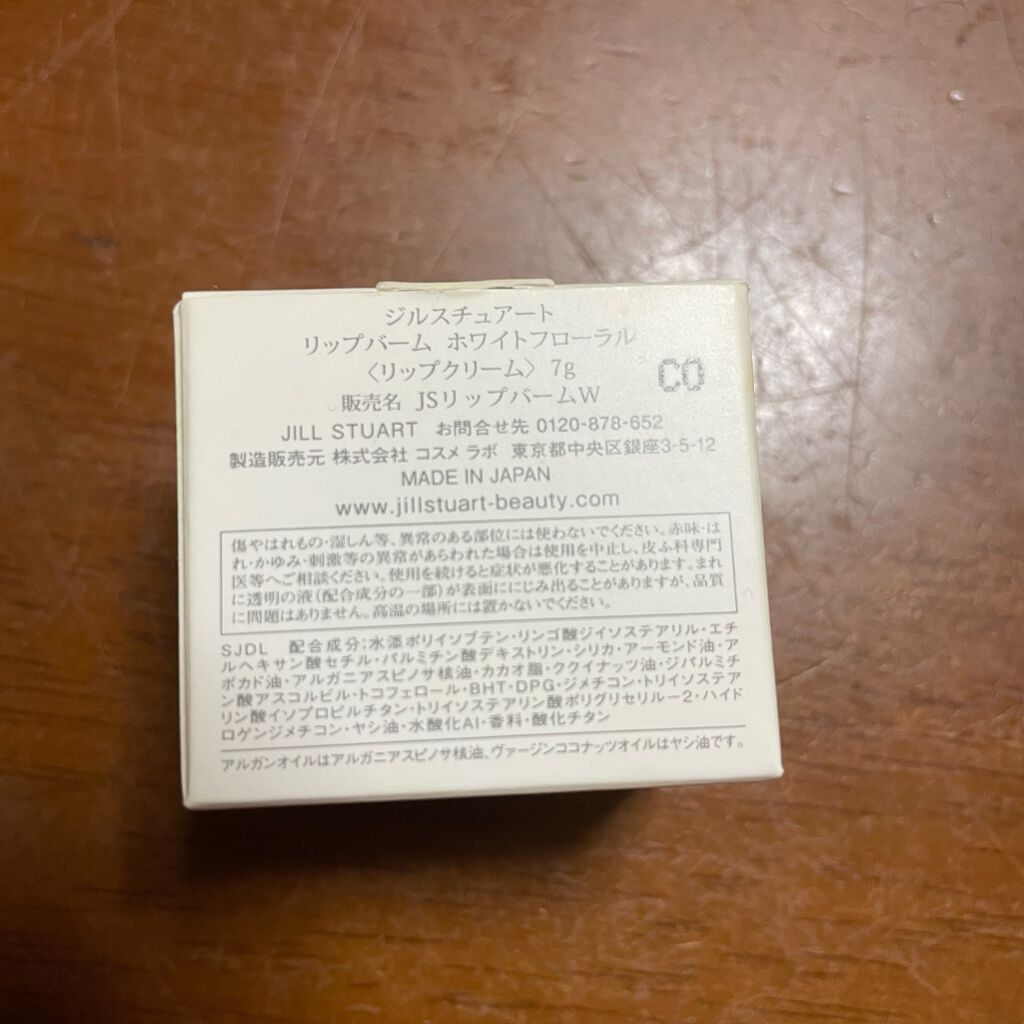 ジルスチュアート
リップバーム ホワイトフローラル
〈リップクリーム〉 7g
CO
販売名 JSリップバームW
JILL STUART お問合せ先 0120-878-652
製造販売元 株式会社 コスメ ラボ 東京都中央区銀座3-5-12
MADE IN JAPAN
www.jillstuart-beauty.com
傷やはれもの・湿しん等、異常のある部位には使わないでください。赤味・は
れ・かゆみ・刺激等の異常があらわれた場合は使用を中止し、皮ふ科専門
医等へご相談ください。使用を続けると症状が悪化することがあります。まれ
に透明の液(配合成分の一部)が表面ににじみ出ることがありますが、品質
に問題はありません。高温の場所には置かないでください。
SJDL 配合成分:水添ポリイソブテン・リンゴ酸ジイソステアリル・エチ
ルヘキサン酸セチル・パルミチン酸デキストリン・シリカ・アーモンド油・ア
ボカド油・アルガニアスピノサ核油・カカオ脂・ククイナッツ油・ジパルミチ
ン酸アスコルビル・トコフェロール・BHT・DPG・ジメチコン・トリイソステア
リン酸イソプロピルチタン・トリイソステアリン酸ポリグリセリル－2・ハイド
ロゲンジメチコン・ヤシ油・水酸化Al・香料・酸化チタン
アルガンオイルはアルガニアスピノサ核油、ヴァージンココナッツオイルはヤシ油です。